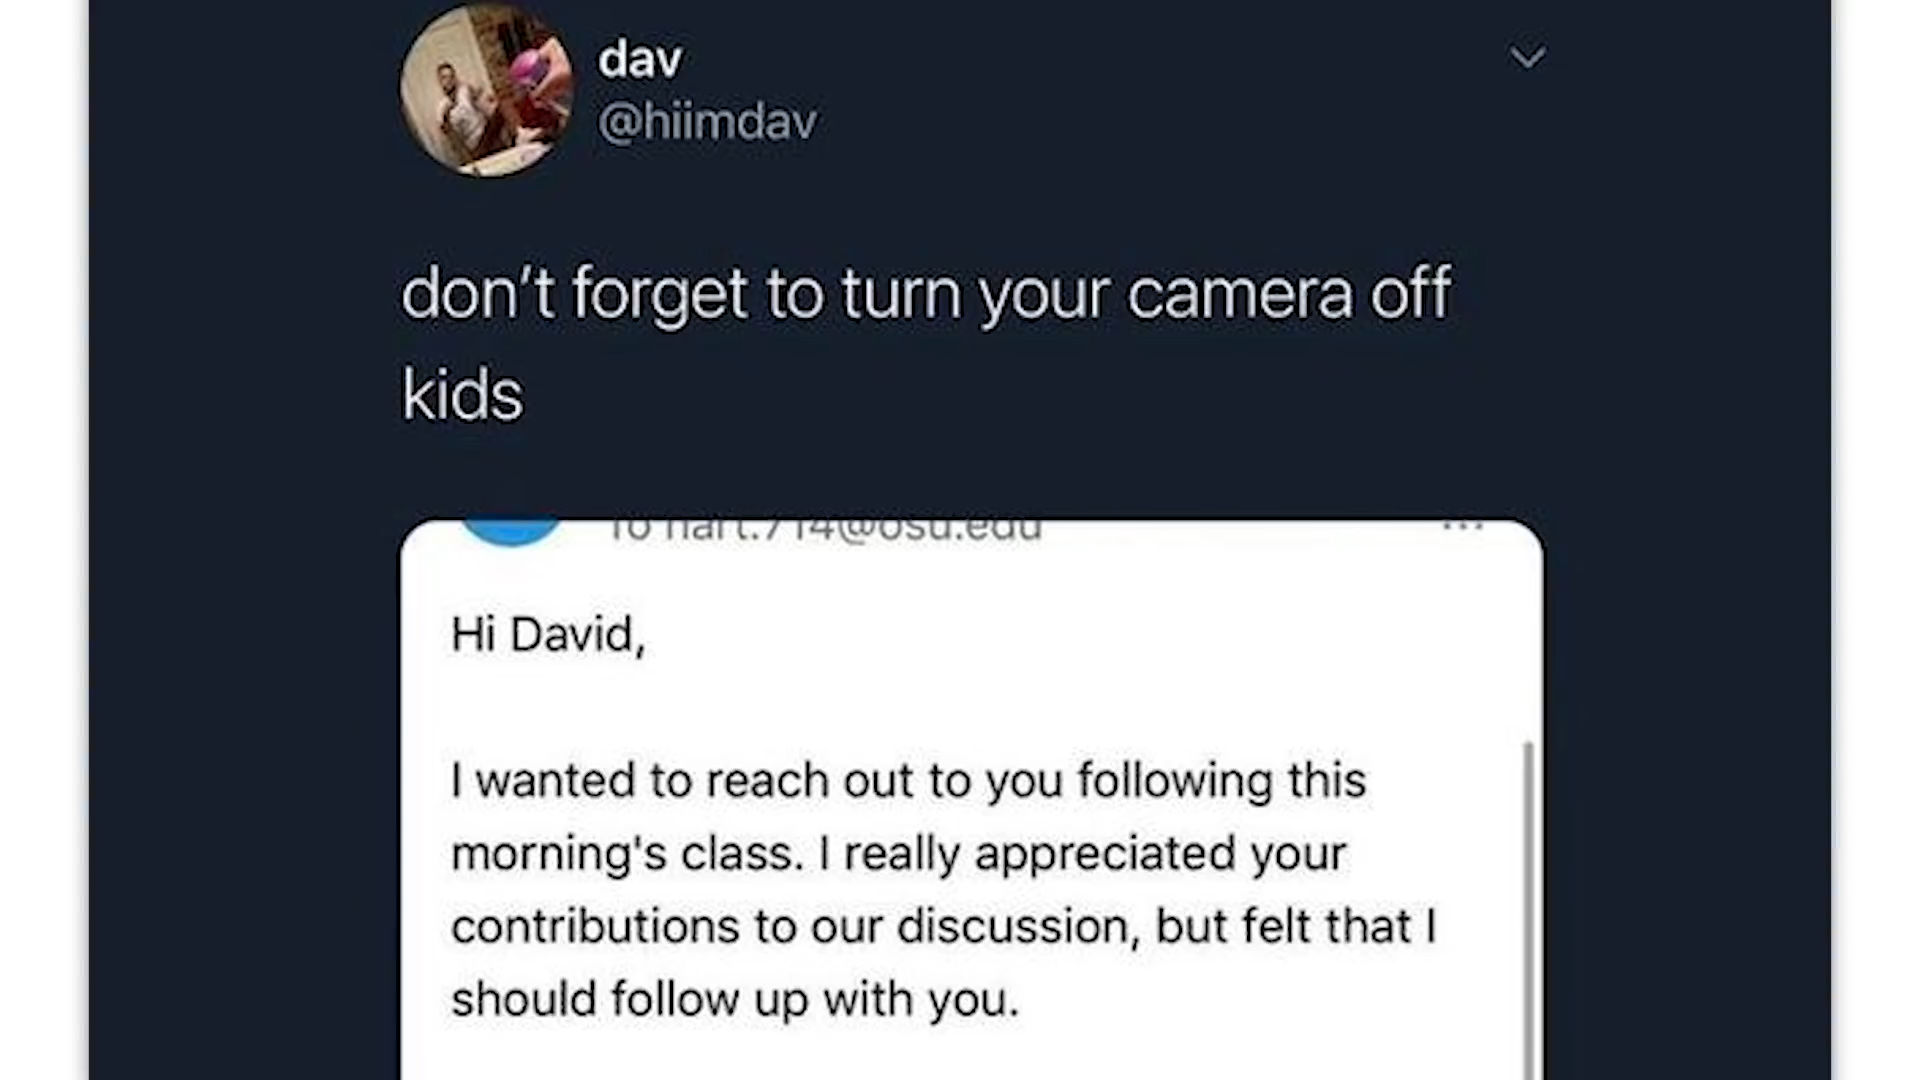 dav
@hiimdav
don't forget to turn your camera off
kids
To hart.714@osu.edu
Hi David,
I wanted to reach out to you following this
morning's class. I really appreciated your
contributions to our discussion, but felt that I
should follow up with you.